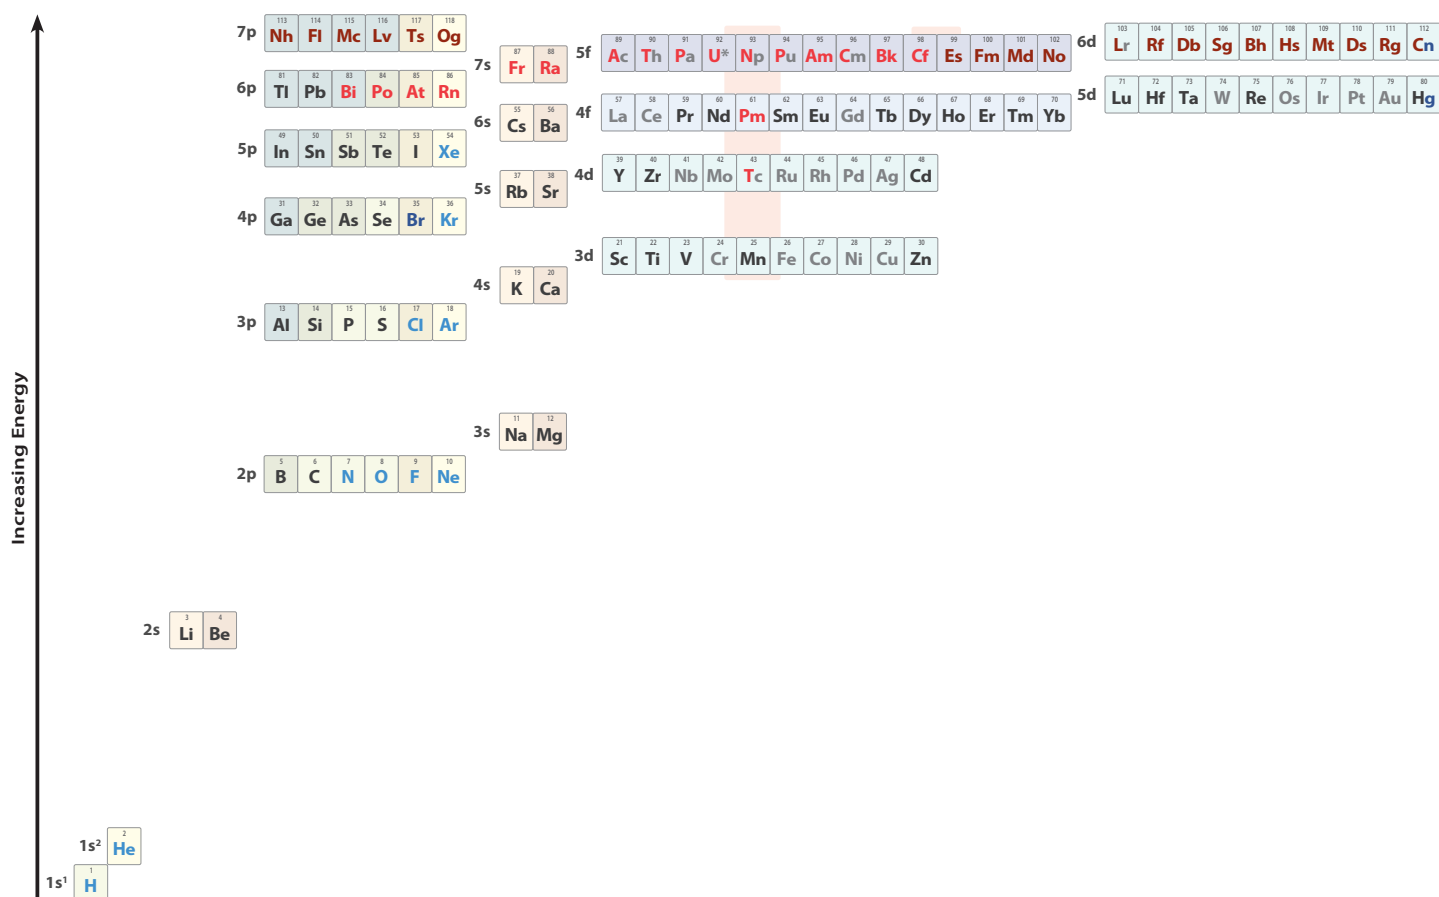 Increasing Energy
7p
113 114 115 116 117 118
Nh Fl Mc Lv Ts Og
7s
87 88
Fr Ra
5f
89 90 91 92 93 94 95 96 97 98 99 100 101 102
Ac Th Pa U* Np Pu Am Cm Bk Cf Es Fm Md No
6d
103 104 105 106 107 108 109 110 111 112
Lr Rf Db Sg Bh Hs Mt Ds Rg Cn
6p
81 82 83 84 85 86
Tl Pb Bi Po At Rn
6s
55 56
Cs Ba
4f
57 58 59 60 61 62 63 64 65 66 67 68 69 70
La Ce Pr Nd Pm Sm Eu Gd Tb Dy Ho Er Tm Yb
5d
71 72 73 74 75 76 77 78 79 80
Lu Hf Ta W Re Os Ir Pt Au Hg
5p
49 50 51 52 53 54
In Sn Sb Te I Xe
5s
37 38
Rb Sr
4d
39 40 41 42 43 44 45 46 47 48
Y Zr Nb Mo Tc Ru Rh Pd Ag Cd
4p
31 32 33 34 35 36
Ga Ge As Se Br Kr
4s
19 20
K Ca
3d
21 22 23 24 25 26 27 28 29 30
Sc Ti V Cr Mn Fe Co Ni Cu Zn
3p
13 14 15 16 17 18
Al Si P S Cl Ar
3s
11 12
Na Mg
2p
5 6 7 8 9 10
B C N O F Ne
2s
3 4
Li Be
1s²
2
He
1s¹
1
H